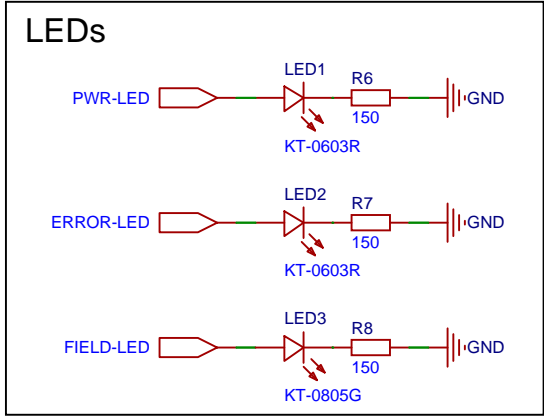 LEDs
LED1
R6
PWR-LED
GND
150
KT-0603R
LED2
R7
ERROR-LED
GND
150
KT-0603R
LED3
R8
FIELD-LED
GND
150
KT-0805G